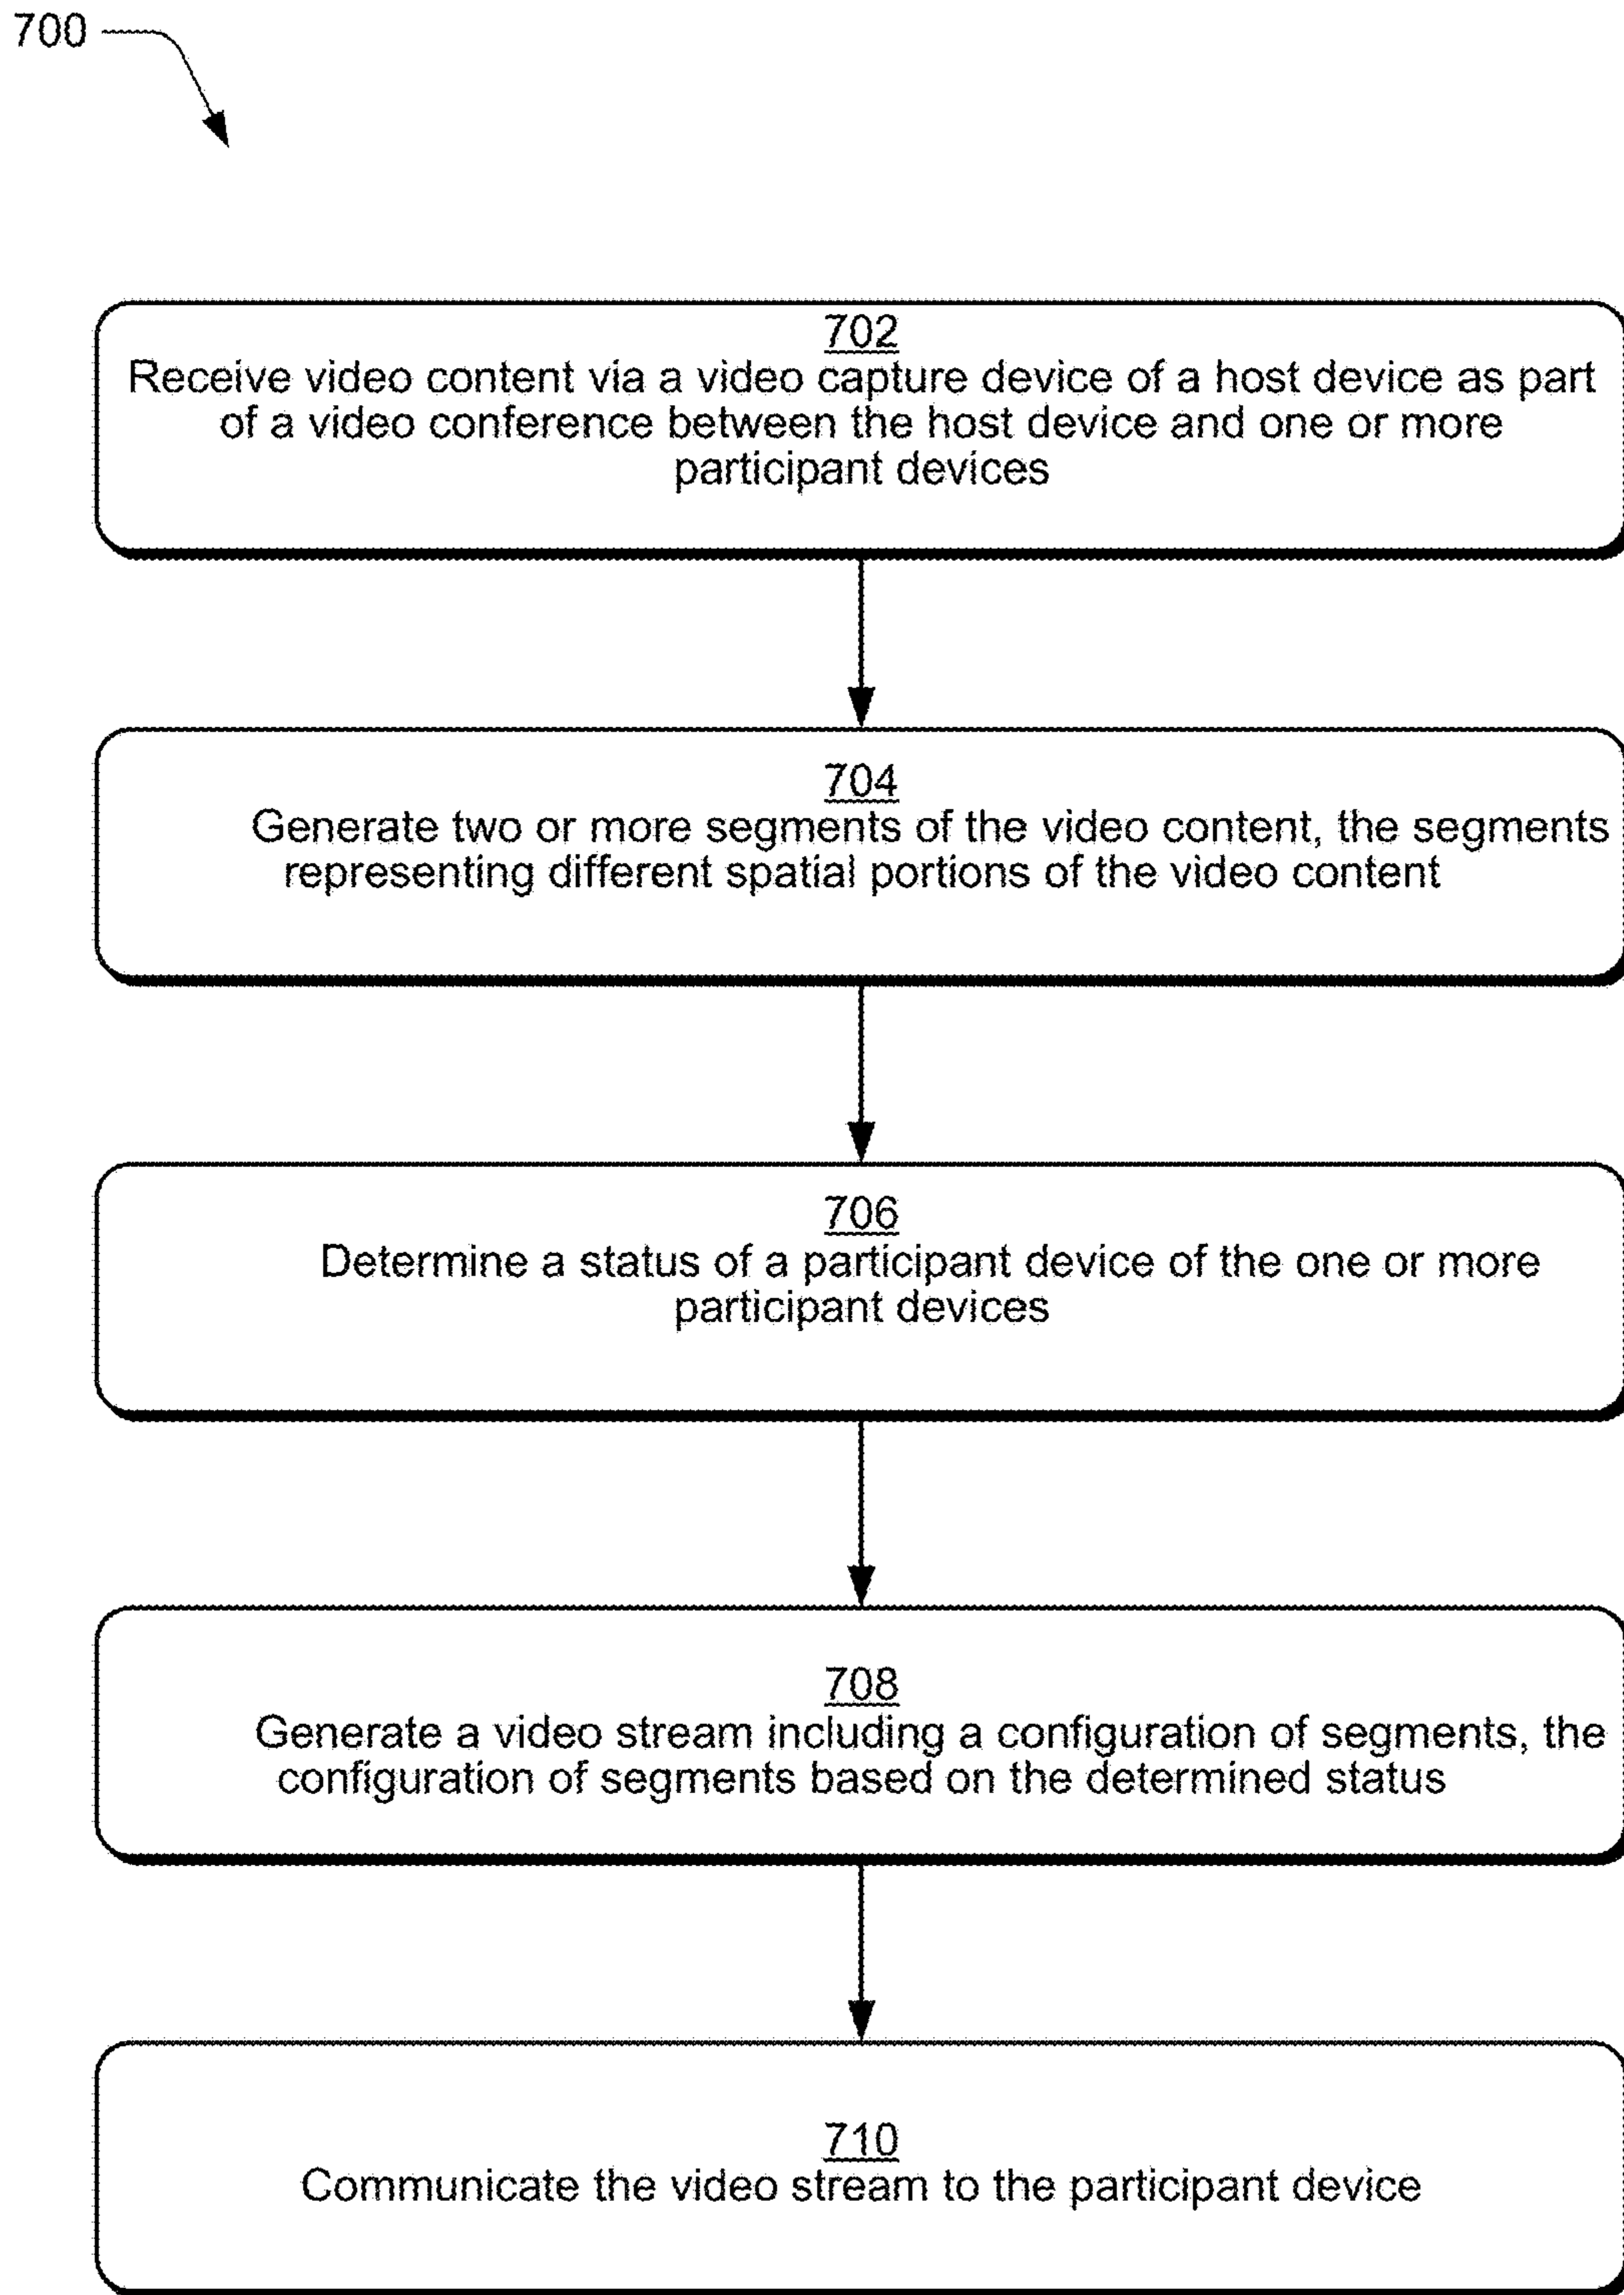 700
702
Receive video content via a video capture device of a host device as part
of a video conference between the host device and one or more
participant devices
704
Generate two or more segments of the video content, the segments
representing different spatial portions of the video content
706
Determine a status of a participant device of the one or more
participant devices
708
Generate a video stream including a configuration of segments, the
configuration of segments based on the determined status
710
Communicate the video stream to the participant device